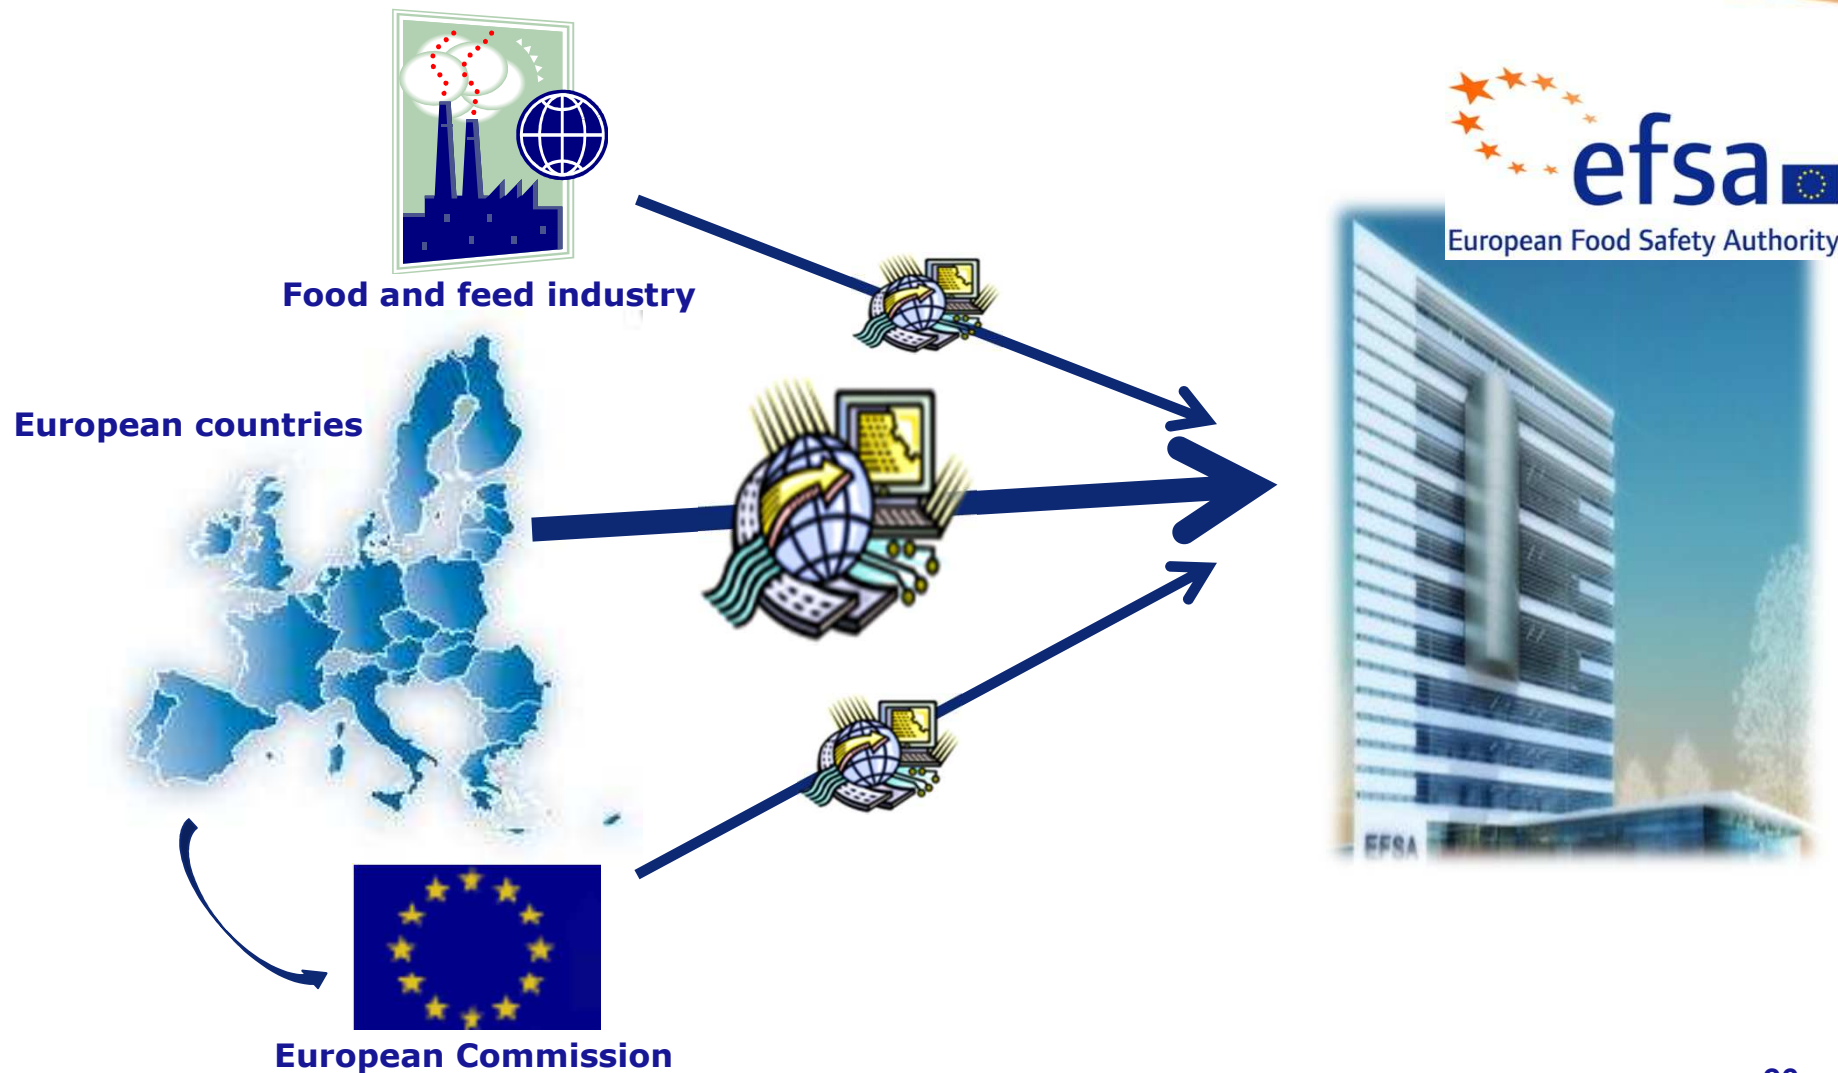 efsa
European Food Safety Authority
Food and feed industry
European countries
EFSA
European Commission